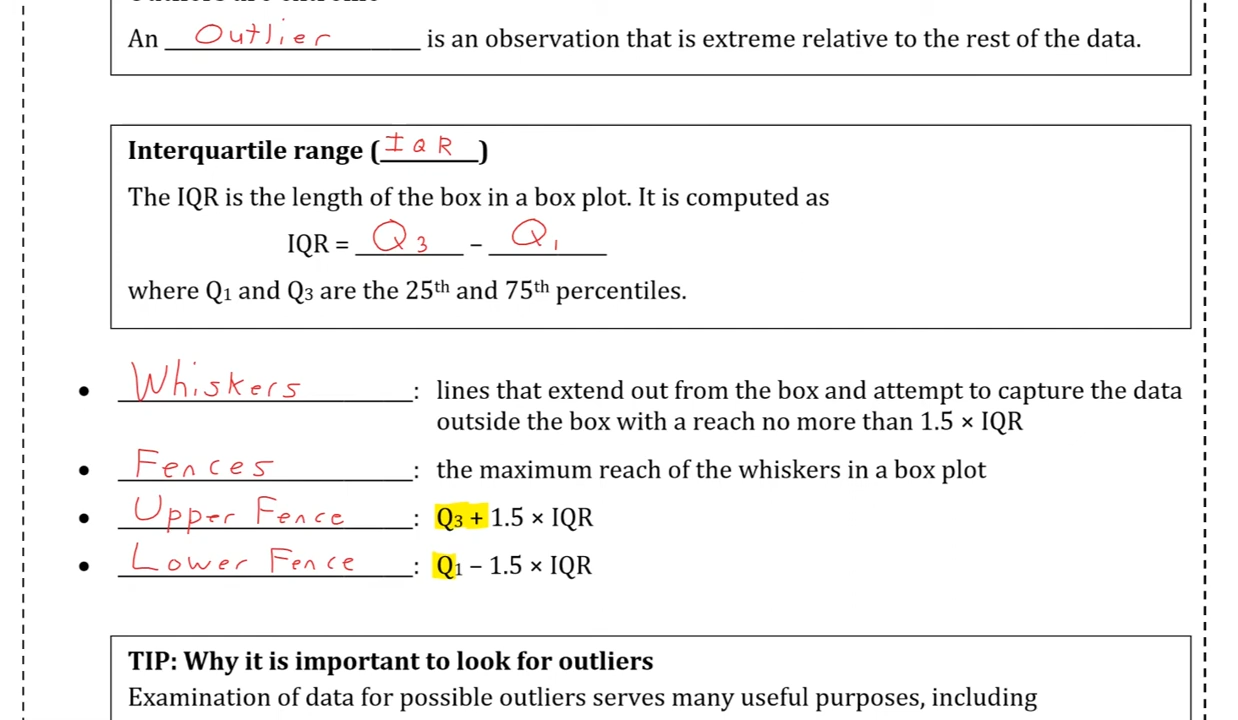 An Outlier is an observation that is extreme relative to the rest of the data.
Interquartile range (IQR)
The IQR is the length of the box in a box plot. It is computed as
IQR = Q3 – Q1
where Q1 and Q3 are the 25th and 75th percentiles.
• Whiskers: lines that extend out from the box and attempt to capture the data
outside the box with a reach no more than 1.5 × IQR
• Fences: the maximum reach of the whiskers in a box plot
• Upper Fence: Q3 + 1.5 × IQR
• Lower Fence: Q1 – 1.5 × IQR
TIP: Why it is important to look for outliers
Examination of data for possible outliers serves many useful purposes, including